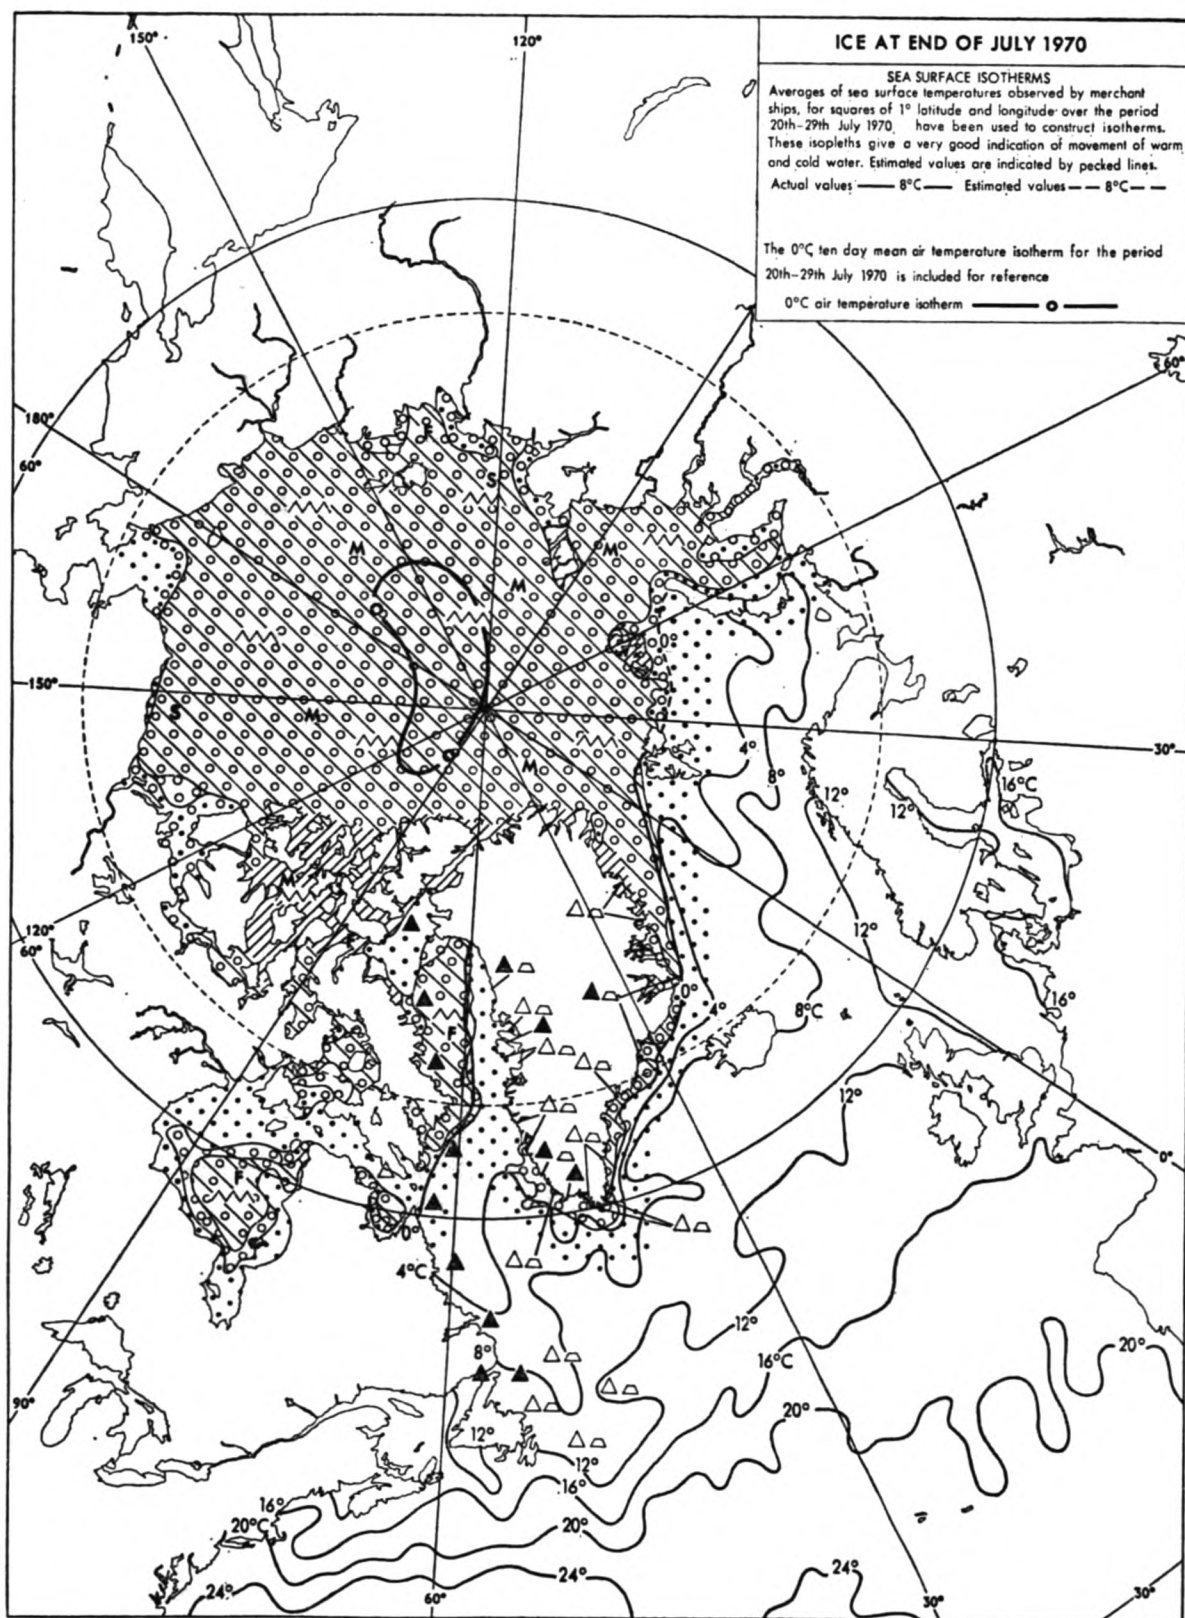 ICE AT END OF JULY 1970
SEA SURFACE ISOTHERMS
Averages of sea surface temperatures observed by merchant
ships, for squares of 1° latitude and longitude over the period
20th–29th July 1970, have been used to construct isotherms.
These isopleths give a very good indication of movement of warm
and cold water. Estimated values are indicated by pecked lines.
Actual values 8°C Estimated values 8°C
The 0°C ten day mean air temperature isotherm for the period
20th–29th July 1970 is included for reference
0°C air temperature isotherm
150°
120°
60°
180°
60°
F
S
M
M
M
0°
150°
S
M
4°
30°
8°
M
16°C
12°
12°
M
120°
60°
12°
0°
4°
8°C
16°
F
12°
0°
F
0°
4°C
12°
8°
16°C
20°
90°
20°
12°
12°
16°
16°
20°C
20°
24°
24°
24°
60°
30°
30°